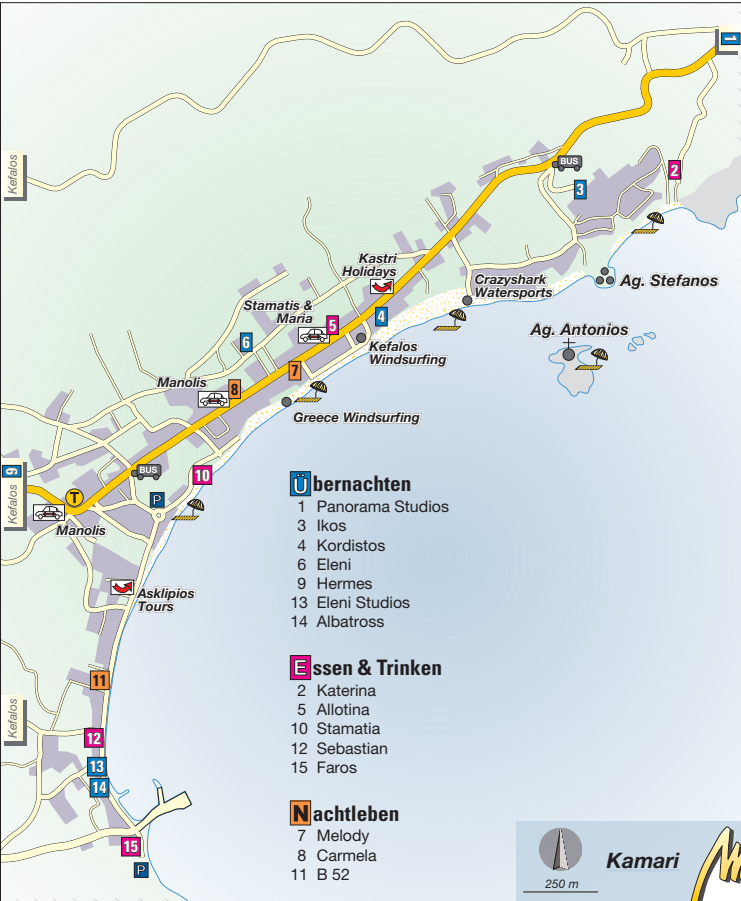 1
Kefalos
BUS
2
3
Kastri
Holidays
Crazyshark
Watersports
Ag. Stefanos
Stamatis &
Maria
5
4
6
Kefalos
Windsurfing
Ag. Antonios
7
Manolis
8
Greece Windsurfing
9
Kefalos
BUS
10
T
P
Manolis
Asklipios
Tours
11
Kefalos
12
13
14
15
P
Übernachten
1 Panorama Studios
3 Ikos
4 Kordistos
6 Eleni
9 Hermes
13 Eleni Studios
14 Albatross
Essen & Trinken
2 Katerina
5 Allotina
10 Stamatia
12 Sebastian
15 Faros
Nachtleben
7 Melody
8 Carmela
11 B 52
Kamari
250 m